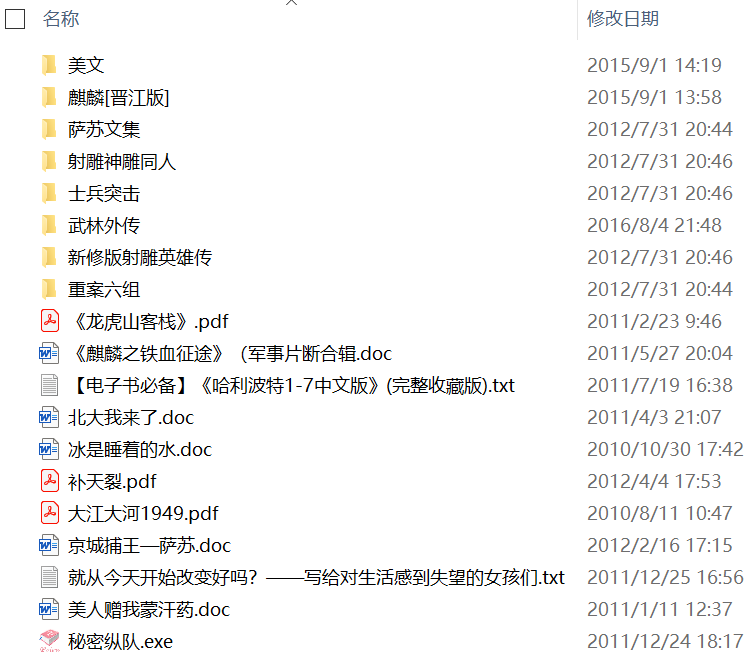 名称 修改日期
美文 2015/9/1 14:19
麒麟[晋江版] 2015/9/1 13:58
萨苏文集 2012/7/31 20:44
射雕神雕同人 2012/7/31 20:46
士兵突击 2012/7/31 20:46
武林外传 2016/8/4 21:48
新修版射雕英雄传 2012/7/31 20:46
重案六组 2012/7/31 20:44
《龙虎山客栈》.pdf 2011/2/23 9:46
《麒麟之铁血征途》（军事片断合辑.doc 2011/5/27 20:04
【电子书必备】《哈利波特1-7中文版》(完整收藏版).txt 2011/7/19 16:38
北大我来了.doc 2011/4/3 21:07
冰是睡着的水.doc 2010/10/30 17:42
补天裂.pdf 2012/4/4 17:53
大江大河1949.pdf 2010/8/11 10:47
京城捕王—萨苏.doc 2012/2/16 17:15
就从今天开始改变好吗？——写给对生活感到失望的女孩们.txt 2011/12/25 16:56
美人赠我蒙汗药.doc 2011/1/11 12:37
秘密纵队.exe 2011/12/24 18:17